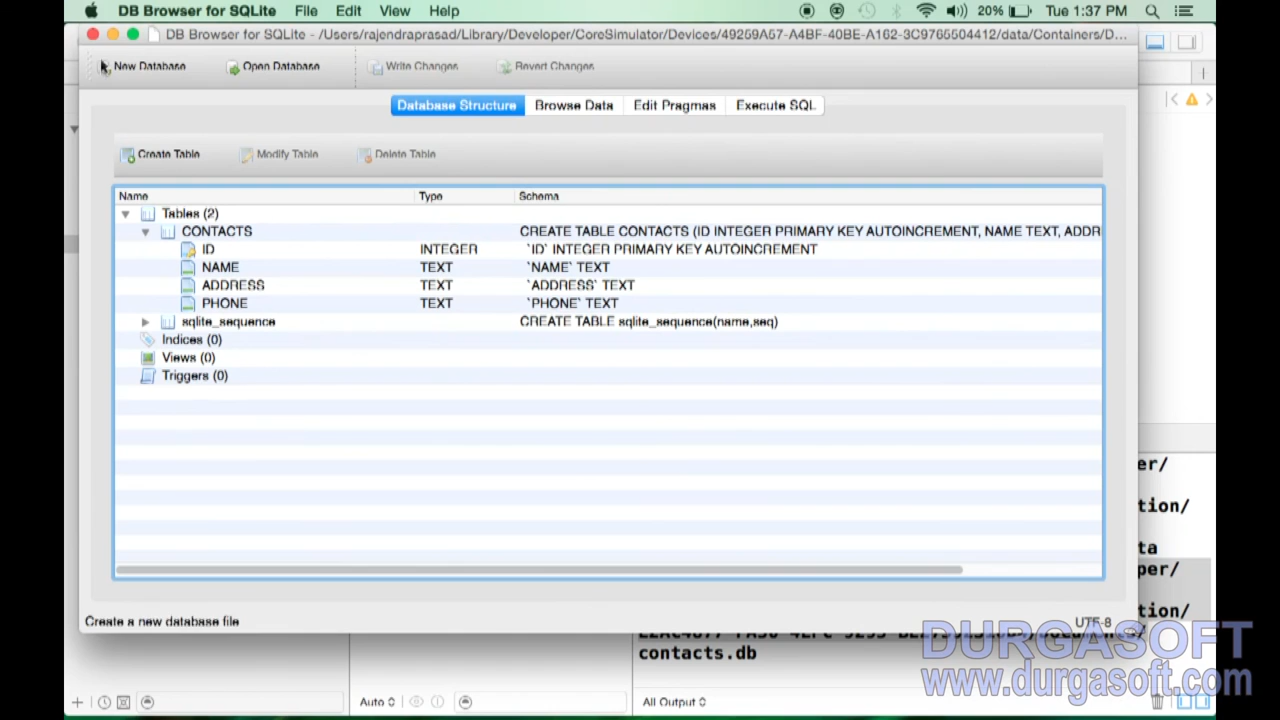 DB Browser for SQLite File Edit View Help 20% Tue 1:37 PM
DB Browser for SQLite - /Users/rajendraprasad/Library/Developer/CoreSimulator/Devices/49259A57-A4BF-40BE-A162-3C9765504412/data/Containers/D...
New Database Open Database Write Changes Revert Changes
Database Structure Browse Data Edit Pragmas Execute SQL
Create Table Modify Table Delete Table
Name Type Schema
Tables (2)
CONTACTS CREATE TABLE CONTACTS (ID INTEGER PRIMARY KEY AUTOINCREMENT, NAME TEXT, ADDR
ID INTEGER `ID` INTEGER PRIMARY KEY AUTOINCREMENT
NAME TEXT `NAME` TEXT
ADDRESS TEXT `ADDRESS` TEXT
PHONE TEXT `PHONE` TEXT
sqlite_sequence CREATE TABLE sqlite_sequence(name,seq)
Indices (0)
Views (0)
Triggers (0)
er/
tion/
ta
per/
tion/
Create a new database file UTF-8
contacts.db
DURGASOFT
www.durgasoft.com
Auto All Output